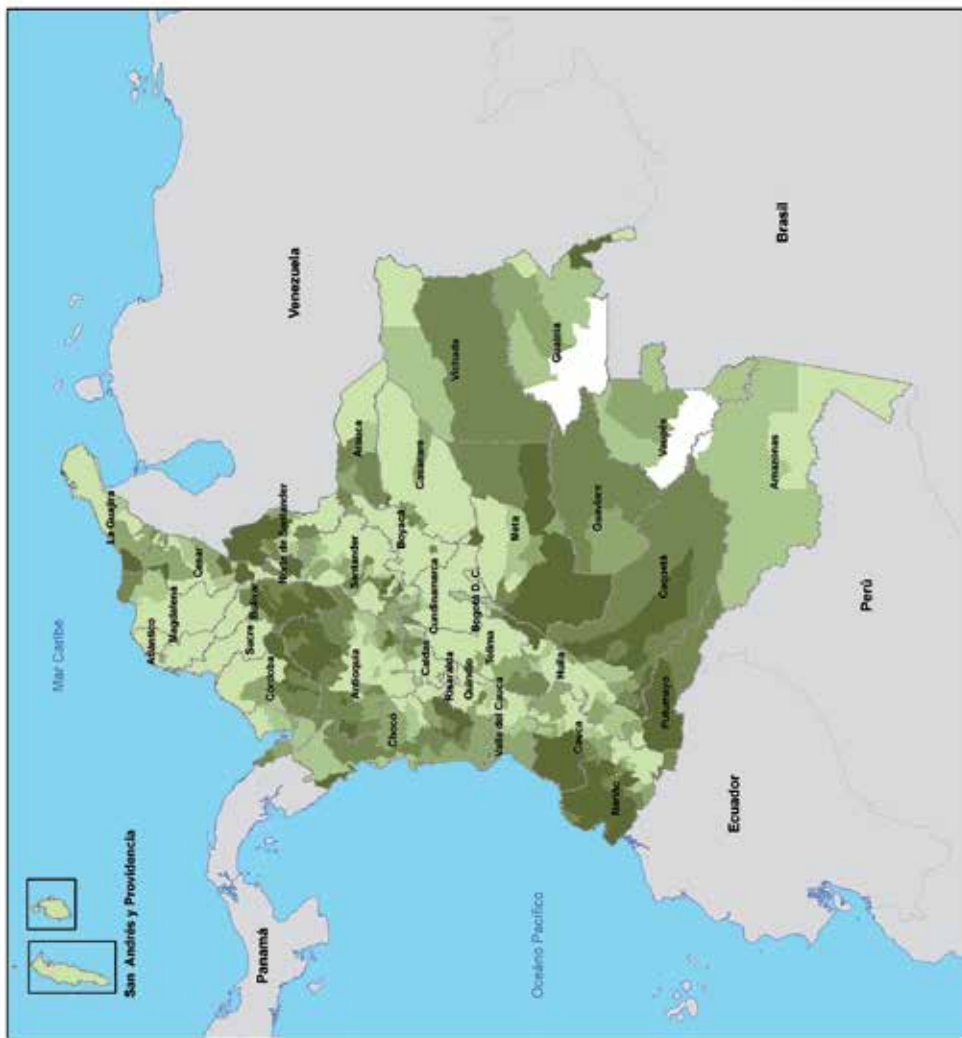 San Andrés y Providencia
Mar Caribe
Panamá
Océano Pacífico
Venezuela
Brasil
Perú
Ecuador
La Guajira
Atlántico
Magdalena
Cesar
Sucre
Bolívar
Córdoba
Norte de Santander
Antioquia
Santander
Arauca
Chocó
Caldas
Boyacá
Casanare
Risaralda
Cundinamarca
Quindío
Bogotá D. C.
Vichada
Valle del Cauca
Tolima
Meta
Cauca
Huila
Guainía
Guaviare
Nariño
Vaupés
Putumayo
Caquetá
Amazonas